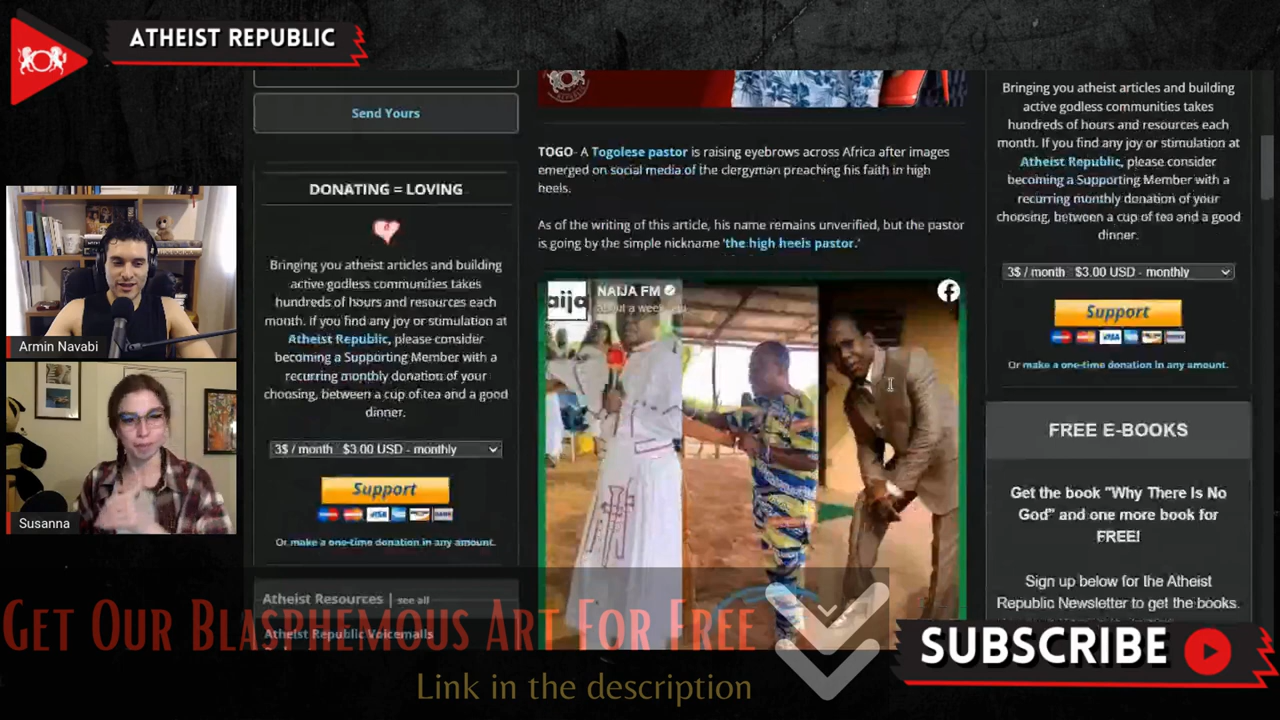 ATHEIST REPUBLIC
Armin Navabi
Susanna
Send Yours
DONATING = LOVING
Bringing you atheist articles and building
active godless communities takes
hundreds of hours and resources each
month. If you find any joy or stimulation at
Atheist Republic, please consider
becoming a Supporting Member with a
recurring monthly donation of your
choosing, between a cup of tea and a good
dinner.
3$ / month $3.00 USD - monthly
Support
VISA
Or make a one-time donation in any amount.
Atheist Resources | see all
Atheist Republic Voicemails
TOGO- A Togolese pastor is raising eyebrows across Africa after images
emerged on social media of the clergyman preaching his faith in high
heels.
As of the writing of this article, his name remains unverified, but the pastor
is going by the simple nickname 'the high heels pastor.'
aija
NAIJA FM
about a week
Bringing you atheist articles and building
active godless communities takes
hundreds of hours and resources each
month. If you find any joy or stimulation at
Atheist Republic, please consider
becoming a Supporting Member with a
recurring monthly donation of your
choosing, between a cup of tea and a good
dinner.
3$ / month $3.00 USD - monthly
Support
VISA
Or make a one-time donation in any amount.
FREE E-BOOKS
Get the book "Why There Is No
God" and one more book for
FREE!
Sign up below for the Atheist
Republic Newsletter to get the books.
GET OUR BLASPHEMOUS ART FOR FREE
Link in the description
SUBSCRIBE